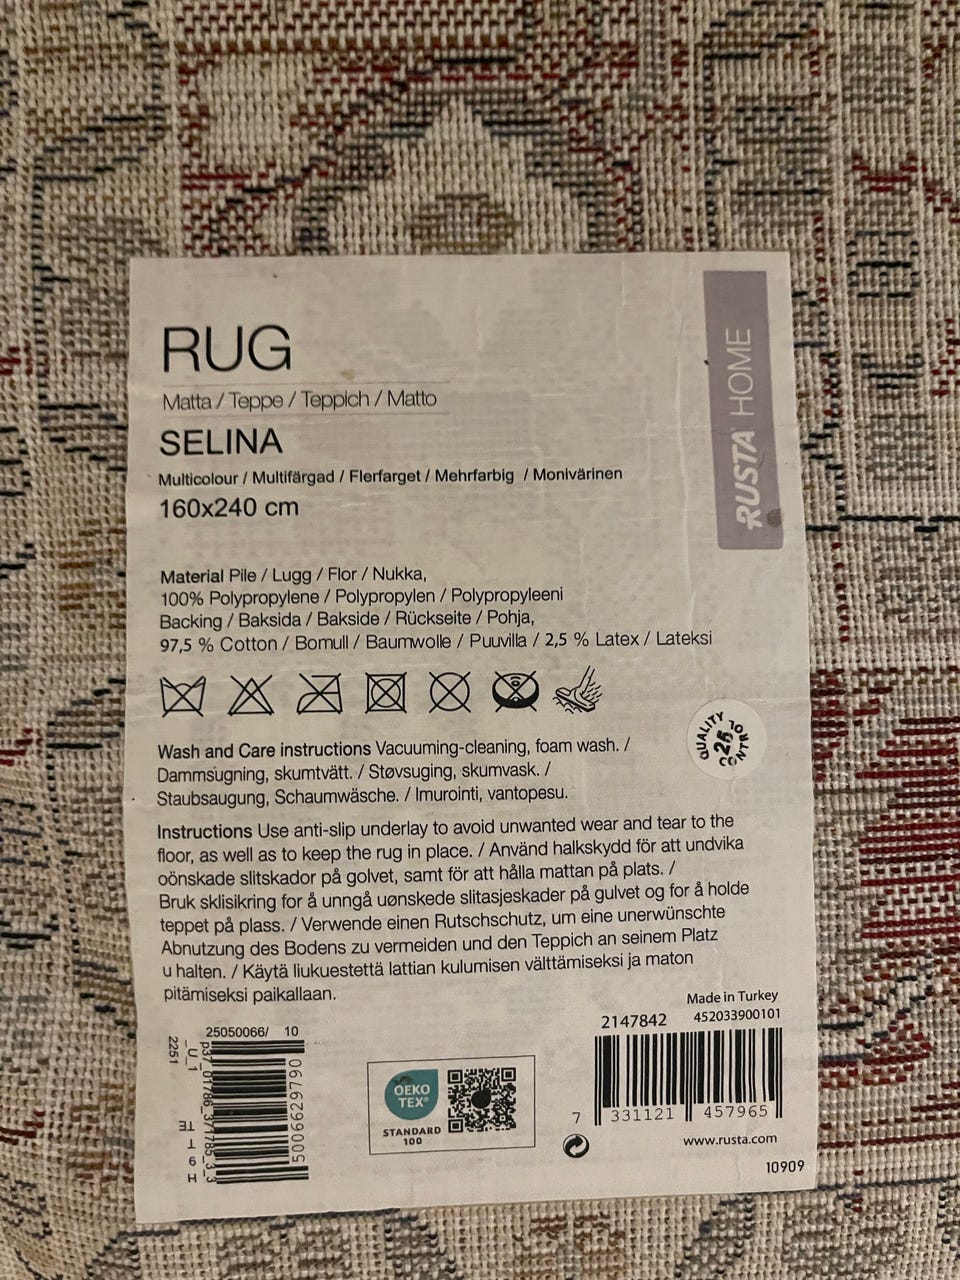 RUG
Matta / Teppe / Teppich / Matto
SELINA
Multicolour / Multifärgad / Flerfarget / Mehrfarbig / Monivärinen
160x240 cm
RUSTA HOME
Material Pile / Lugg / Flor / Nukka,
100% Polypropylene / Polypropylen / Polypropyleeni
Backing / Baksida / Bakside / Rückseite / Pohja,
97,5 % Cotton / Bomull / Baumwolle / Puuvilla / 2,5 % Latex / Lateksi
QUALITY
25
CONTROL
Wash and Care instructions Vacuuming-cleaning, foam wash. /
Dammsugning, skumtvätt. / Støvsuging, skumvask. /
Staubsaugung, Schaumwäsche. / Imurointi, vantopesu.
Instructions Use anti-slip underlay to avoid unwanted wear and tear to the
floor, as well as to keep the rug in place. / Använd halkskydd för att undvika
oönskade slitskador på golvet, samt för att hålla mattan på plats. /
Bruk sklisikring for å unngå uønskede slitasjeskader på gulvet og for å holde
teppet på plass. / Verwende einen Rutschschutz, um eine unerwünschte
Abnutzung des Bodens zu vermeiden und den Teppich an seinem Platz
u halten. / Käytä liukuestettä lattian kulumisen välttämiseksi ja maton
pitämiseksi paikallaan.
25050066/ 10
2251
U_1
5006629790
TE
T
9
H
OEKO
TEX®
STANDARD
100
Made in Turkey
2147842 452033900101
7 331121 457965
www.rusta.com
10909